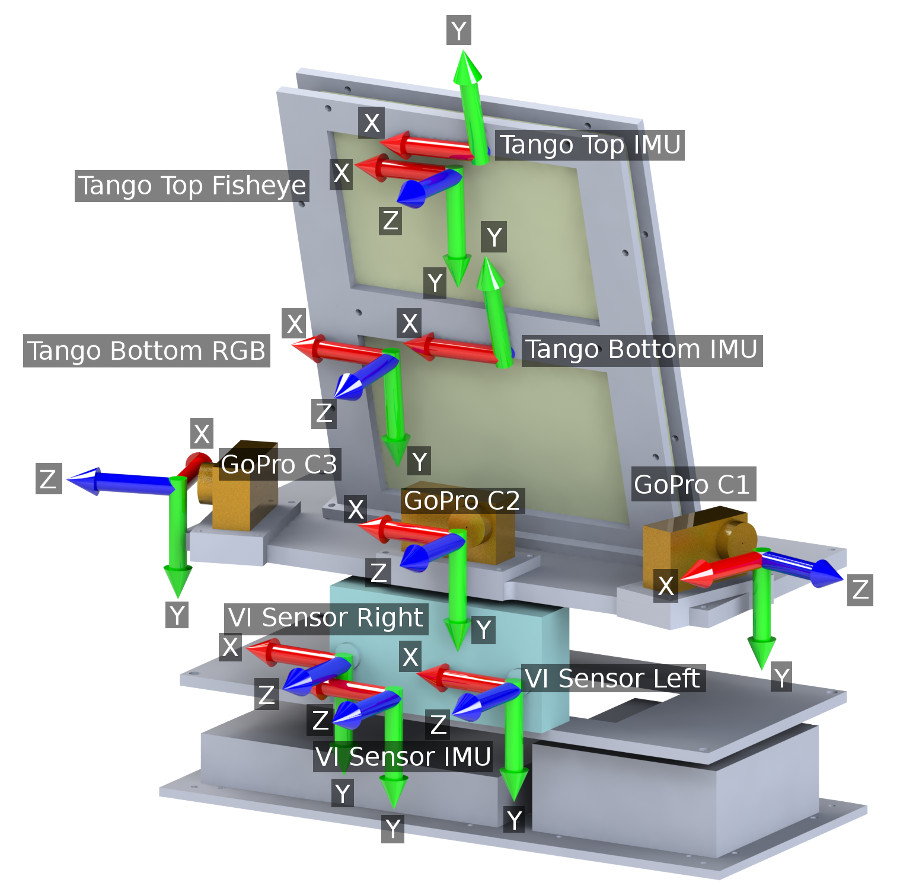 Y
X
Tango Top IMU
X
Tango Top Fisheye
Z
Y
Y
X
X
Tango Bottom RGB
Tango Bottom IMU
Z
Y
X
Z
GoPro C3
GoPro C1
GoPro C2
X
Z
X
Z
Y
VI Sensor Right
Y
X
X
Y
VI Sensor Left
Z
Z
Z
VI Sensor IMU
Y
Y
Y